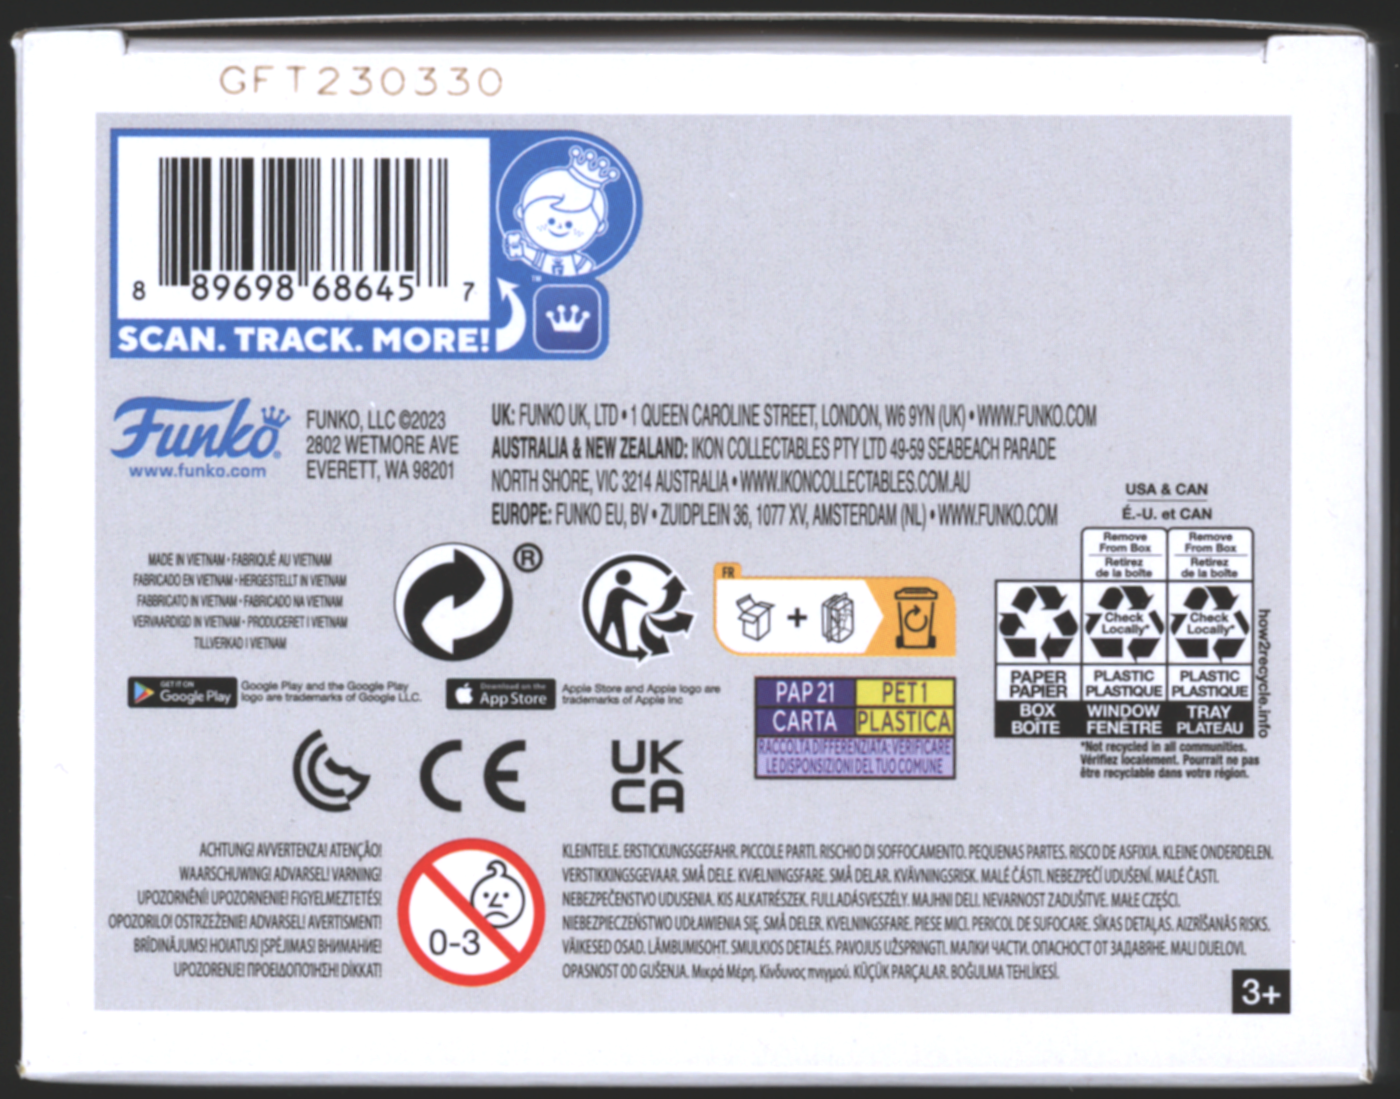 GFT230330
8 89698 68645 7
™
SCAN. TRACK. MORE!
Funko®
www.funko.com
FUNKO, LLC ©2023
2802 WETMORE AVE
EVERETT, WA 98201
UK: FUNKO UK, LTD • 1 QUEEN CAROLINE STREET, LONDON, W6 9YN (UK) • WWW.FUNKO.COM
AUSTRALIA & NEW ZEALAND: IKON COLLECTABLES PTY LTD 49-59 SEABEACH PARADE
NORTH SHORE, VIC 3214 AUSTRALIA • WWW.IKONCOLLECTABLES.COM.AU
EUROPE: FUNKO EU, BV • ZUIDPLEIN 36, 1077 XV, AMSTERDAM (NL) • WWW.FUNKO.COM
MADE IN VIETNAM • FABRIQUÉ AU VIETNAM
FABRICADO EN VIETNAM • HERGESTELLT IN VIETNAM
FABBRICATO IN VIETNAM • FABRICADO NA VIETNAM
VERVAARDIGD IN VIETNAM • PRODUCERET I VIETNAM
TILLVERKAD I VIETNAM
®
FR
+
USA & CAN
É.-U. et CAN
Remove
From Box
Retirez
de la boîte
Remove
From Box
Retirez
de la boîte
Check
Locally*
Check
Locally*
PAPER
PAPIER
PLASTIC
PLASTIQUE
PLASTIC
PLASTIQUE
BOX
BOÎTE
WINDOW
FENÊTRE
TRAY
PLATEAU
how2recycle.info
*Not recycled in all communities.
Vérifiez localement. Pourrait ne pas
être recyclable dans votre région.
GET IT ON
Google Play
Google Play and the Google Play
logo are trademarks of Google LLC.
Download on the
App Store
Apple Store and Apple logo are
trademarks of Apple Inc
PAP 21
PET 1
CARTA
PLASTICA
RACCOLTA DIFFERENZIATA: VERIFICARE
LE DISPOSIZIONI DEL TUO COMUNE
CE
UK
CA
ACHTUNG! AVVERTENZA! ATENÇÃO!
WAARSCHUWING! ADVARSEL! VARNING!
UPOZORNĚNÍ! UPOZORNENIE! FIGYELMEZTETÉS!
OPOZORILO! OSTRZEŻENIE! ADVARSEL! AVERTISMENT!
BRĪDINĀJUMS! HOIATUS! ĮSPĖJIMAS! ВНИМАНИЕ!
UPOZORENJE! ΠΡΟΕΙΔΟΠΟΊΗΣΗ! DİKKAT!
0-3
KLEINTEILE. ERSTICKUNGSGEFAHR. PICCOLE PARTI. RISCHIO DI SOFFOCAMENTO. PEQUENAS PARTES. RISCO DE ASFIXIA. KLEINE ONDERDELEN.
VERSTIKKINGSGEVAAR. SMÅ DELE. KVÆLNINGSFARE. SMÅ DELAR. KVÄVNINGSRISK. MALÉ ČÁSTI. NEBEZPEČÍ UDUŠENÍ. MALÉ ČASTI.
NEBEZPEČENSTVO UDUSENIA. KIS ALKATRÉSZEK. FULLADÁSVESZÉLY. MAJHNI DELI. NEVARNOST ZADUŠITVE. MAŁE CZĘŚCI.
NIEBEZPIECZEŃSTWO UDŁAWIENIA SIĘ. SMÅ DELER. KVELNINGSFARE. PIESE MICI. PERICOL DE SUFOCARE. SĪKAS DETAĻAS. AIZRĪŠANĀS RISKS.
VÄIKESED OSAD. LÄMBUMISOHT. SMULKIOS DETALĖS. PAVOJUS UŽSPRINGTI. МАЛКИ ЧАСТИ. ОПАСНОСТ ОТ ЗАДАВЯНЕ. MALI DIJELOVI.
OPASNOST OD GUŠENJA. Μικρά Μέρη. Κίνδυνος πνιγμού. KÜÇÜK PARÇALAR. BOĞULMA TEHLİKESİ.
3+